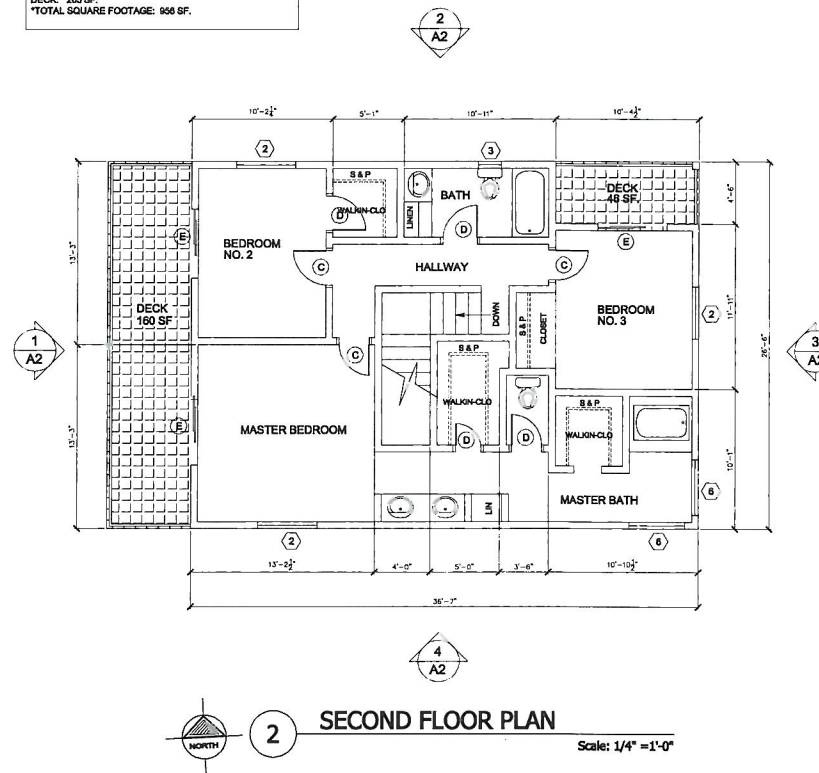 *TOTAL SQUARE FOOTAGE: 956 SF.
2
A2
10'-2¼"
5'-1"
10'-11"
10'-4½"
2
3
S & P
BATH
DECK
48 SF.
4'-6"
WALKIN-CLO
D
LINEN
D
E
E
BEDROOM
NO. 2
13'-3"
C
HALLWAY
C
DECK
160 SF
DOWN
S & P
CLOSET
BEDROOM
NO. 3
2
11'-11"
26'-6"
1
A2
3
A2
C
S & P
WALKIN-CLO
S & P
E
MASTER BEDROOM
D
D
WALKIN-CLO
13'-3"
10'-1"
MASTER BATH
6
LIN
2
6
13'-2½"
4'-0"
5'-0"
3'-6"
10'-10½"
36'-7"
4
A2
NORTH
2
SECOND FLOOR PLAN
Scale: 1/4" =1'-0"